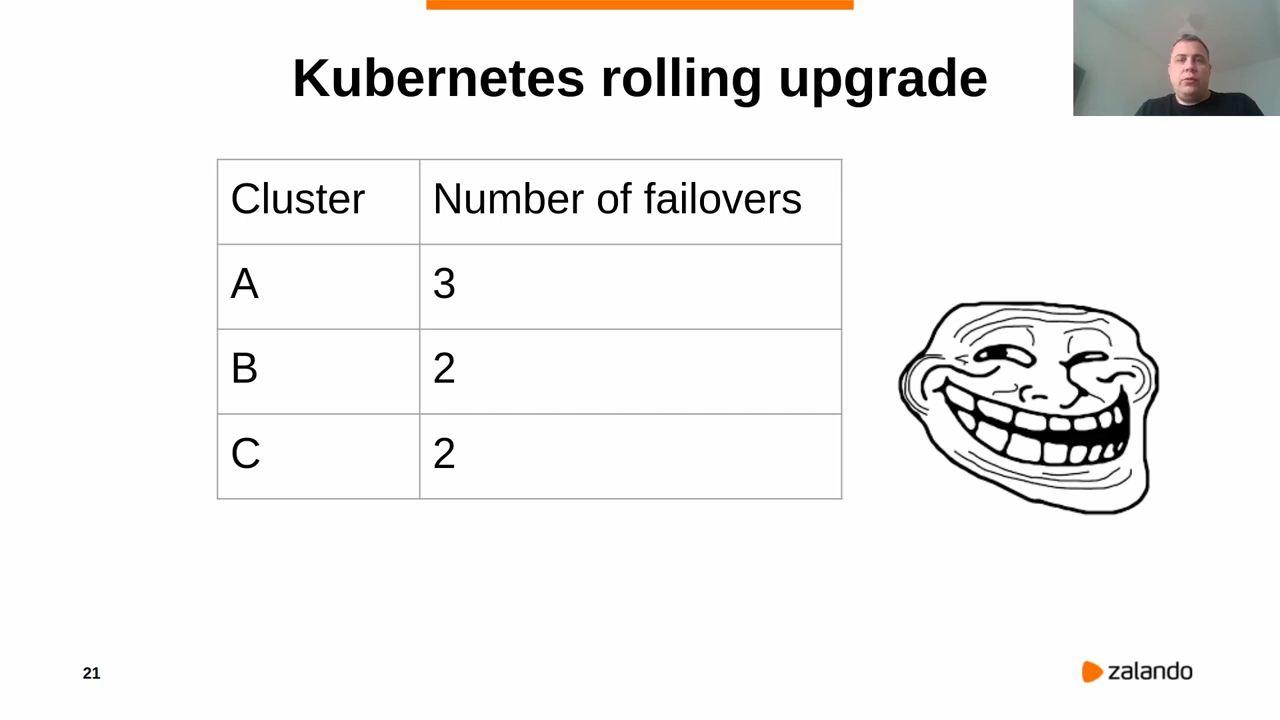 Kubernetes rolling upgrade
Cluster Number of failovers
A 3
B 2
C 2
21
zalando